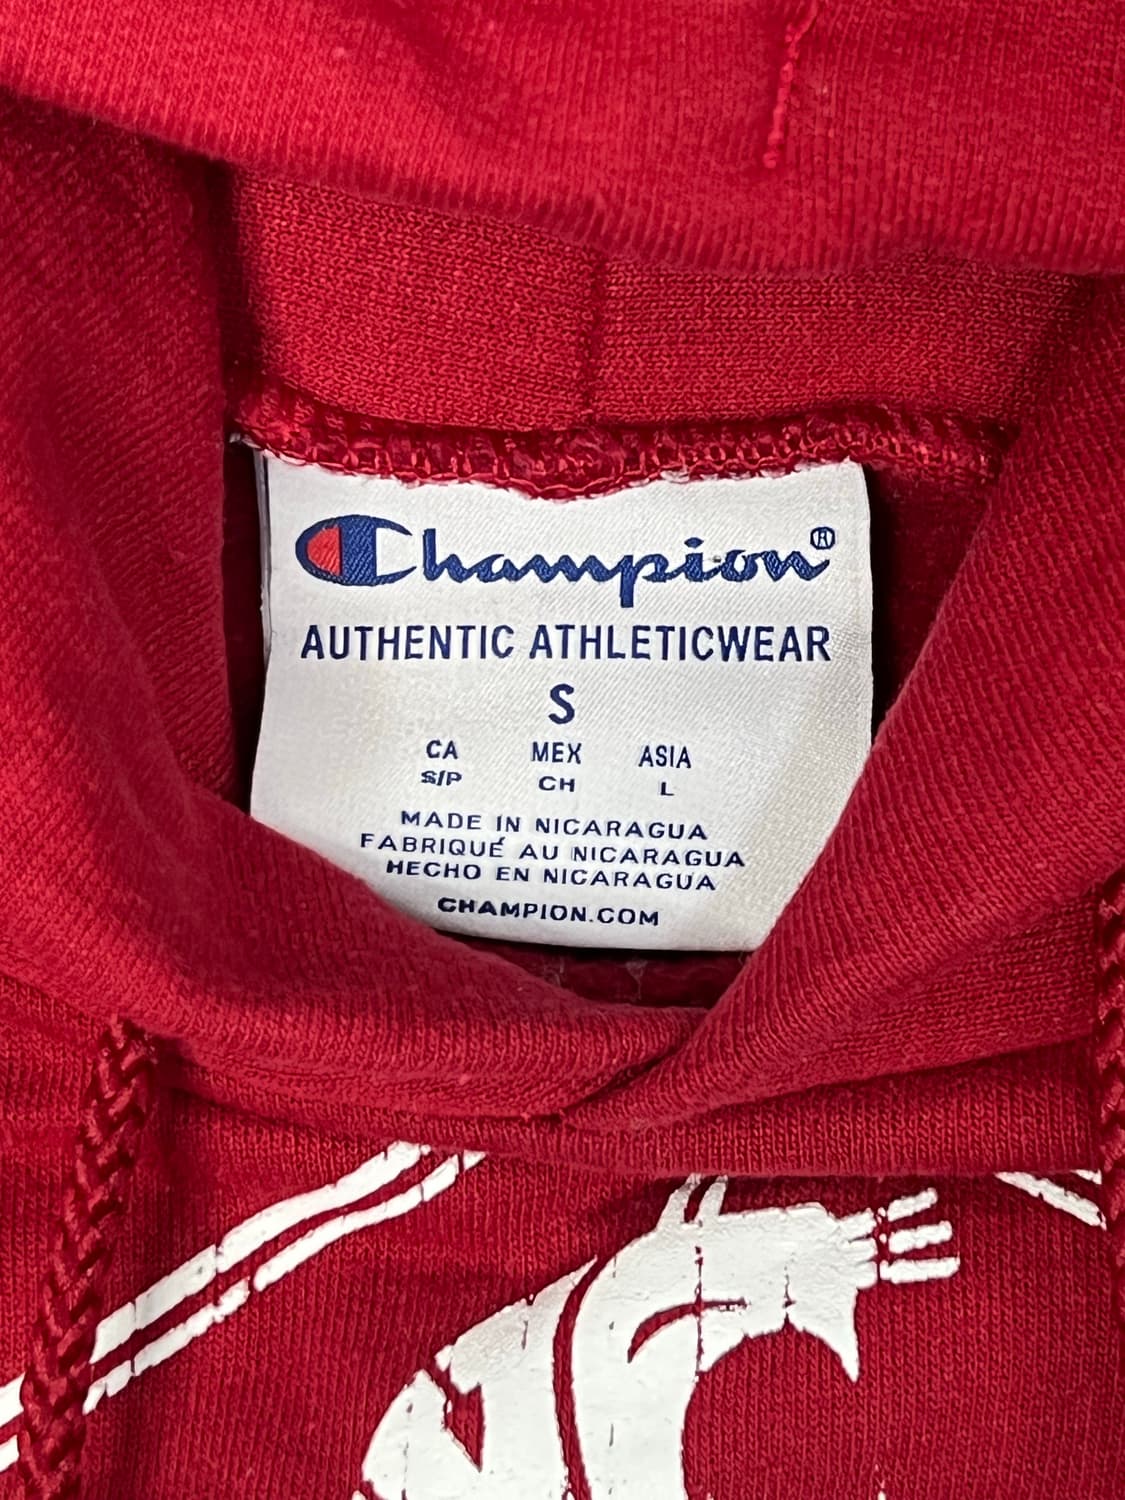 Champion®
AUTHENTIC ATHLETICWEAR
S
CA MEX ASIA
S/P CH L
MADE IN NICARAGUA
FABRIQUÉ AU NICARAGUA
HECHO EN NICARAGUA
CHAMPION.COM